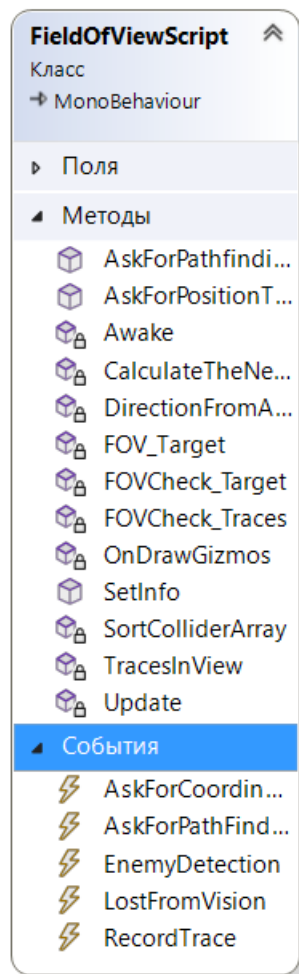 FieldOfViewScript
Класс
MonoBehaviour
Поля
Методы
AskForPathfindi...
AskForPositionT...
Awake
CalculateTheNe...
DirectionFromA...
FOV_Target
FOVCheck_Target
FOVCheck_Traces
OnDrawGizmos
SetInfo
SortColliderArray
TracesInView
Update
События
AskForCoordin...
AskForPathFind...
EnemyDetection
LostFromVision
RecordTrace